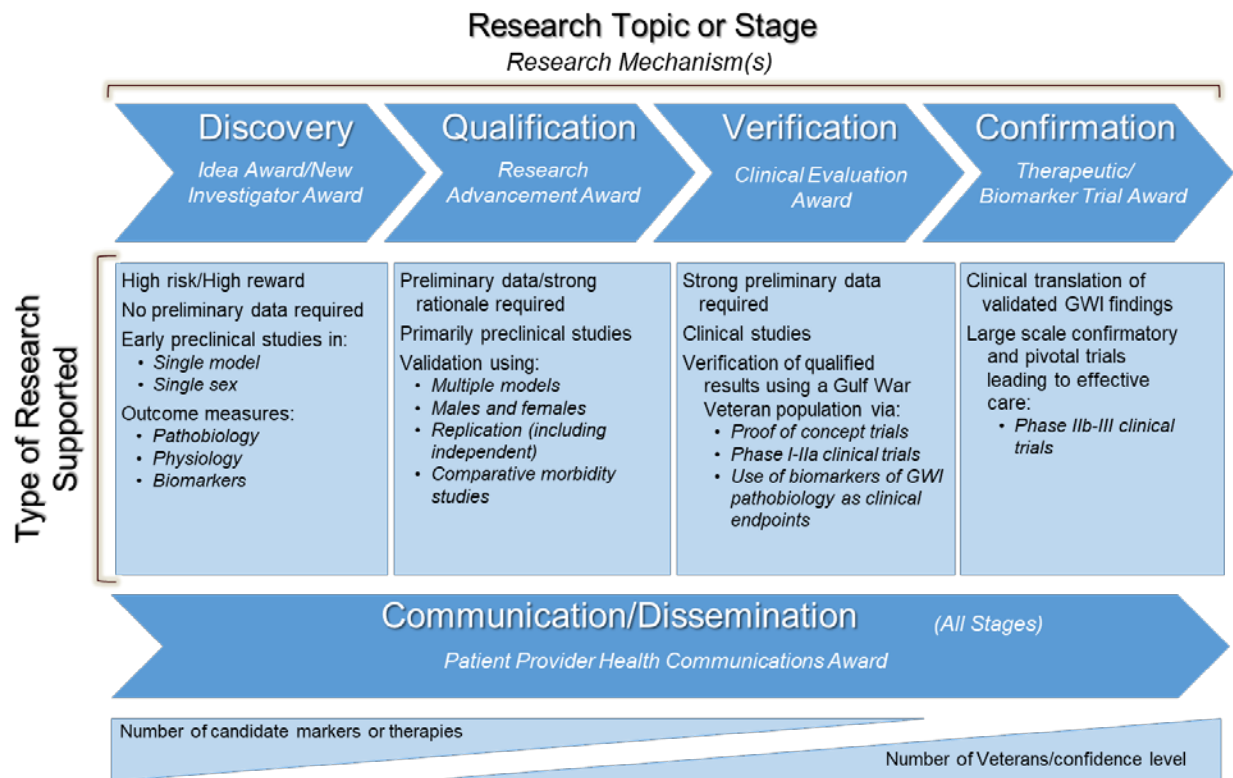 Research Topic or Stage
Research Mechanism(s)
Discovery
Idea Award/New
Investigator Award
Qualification
Research
Advancement Award
Verification
Clinical Evaluation
Award
Confirmation
Therapeutic/
Biomarker Trial Award
Type of Research
Supported
High risk/High reward
No preliminary data required
Early preclinical studies in:
• Single model
• Single sex
Outcome measures:
• Pathobiology
• Physiology
• Biomarkers
Preliminary data/strong
rationale required
Primarily preclinical studies
Validation using:
• Multiple models
• Males and females
• Replication (including
independent)
• Comparative morbidity
studies
Strong preliminary data
required
Clinical studies
Verification of qualified
results using a Gulf War
Veteran population via:
• Proof of concept trials
• Phase I-IIa clinical trials
• Use of biomarkers of GWI
pathobiology as clinical
endpoints
Clinical translation of
validated GWI findings
Large scale confirmatory
and pivotal trials
leading to effective
care:
• Phase IIb-III clinical
trials
Communication/Dissemination (All Stages)
Patient Provider Health Communications Award
Number of candidate markers or therapies
Number of Veterans/confidence level